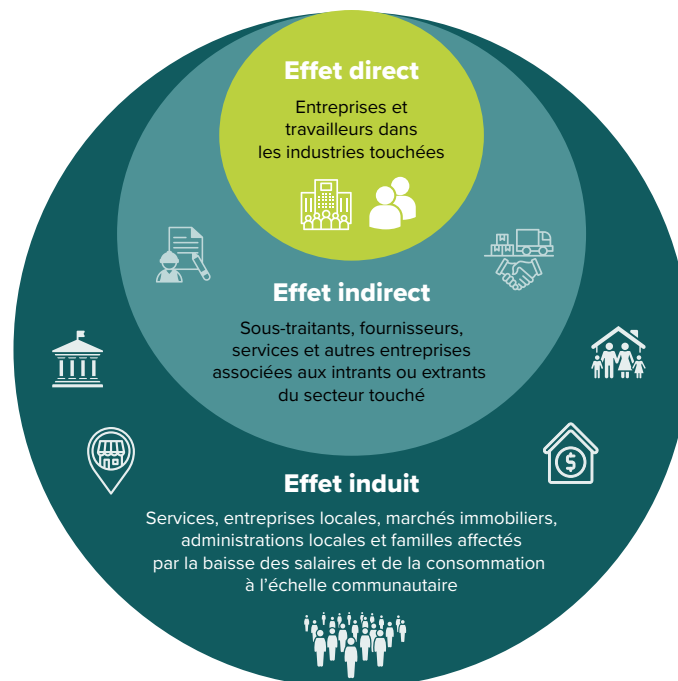 Effet direct
Entreprises et
travailleurs dans
les industries touchées
Effet indirect
Sous-traitants, fournisseurs,
services et autres entreprises
associées aux intrants ou extrants
du secteur touché
Effet induit
Services, entreprises locales, marchés immobiliers,
administrations locales et familles affectés
par la baisse des salaires et de la consommation
à l’échelle communautaire
$